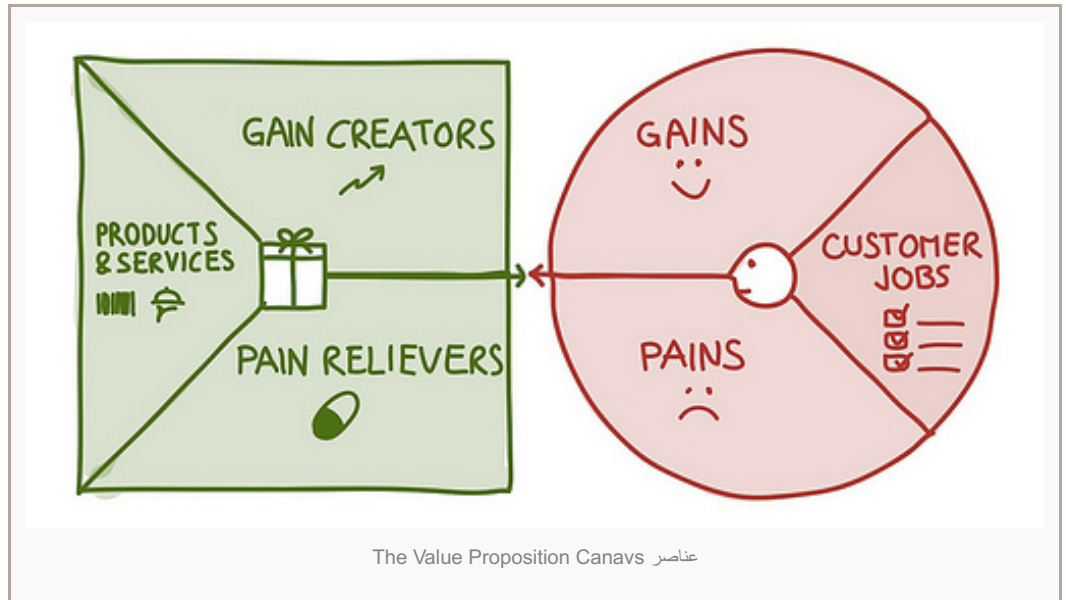 GAIN CREATORS
PRODUCTS
& SERVICES
PAIN RELIEVERS
GAINS
CUSTOMER
JOBS
PAINS
The Value Proposition Canavs عناصر